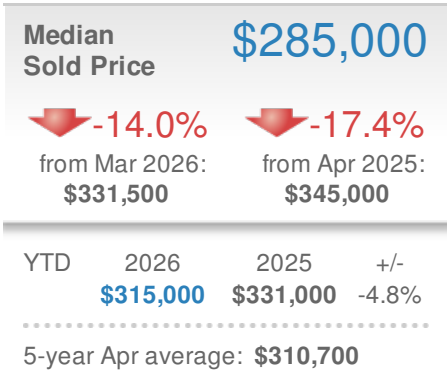 Median
Sold Price
$285,000
-14.0% -17.4%
from Mar 2026: from Apr 2025:
$331,500 $345,000
YTD 2026 2025 +/-
$315,000 $331,000 -4.8%
5-year Apr average: $310,700